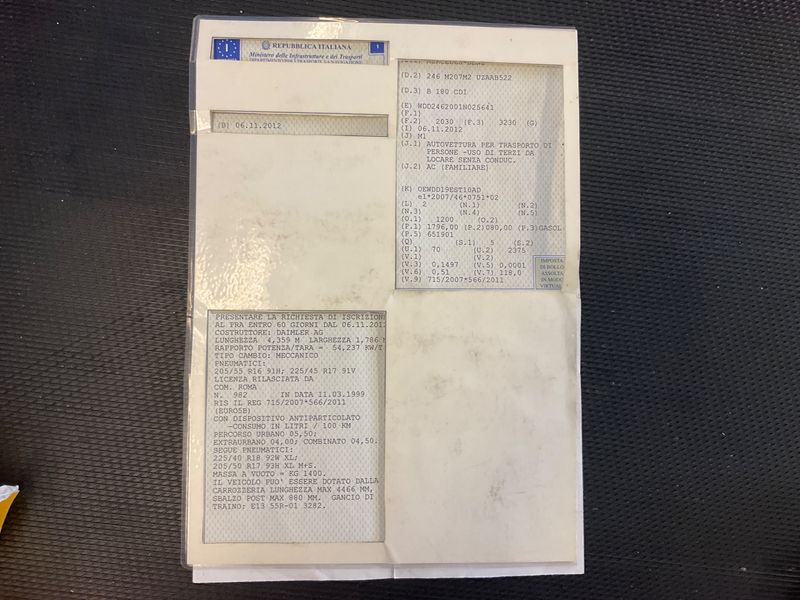 I
REPUBBLICA ITALIANA
1
Ministero delle Infrastrutture e dei Trasporti
DIPARTIMENTO PER I TRASPORTI, LA NAVIGAZIONE
(B) 06.11.2012
MERCEDES-BENZ
(D.2) 246 M207M2 UZAAB522
(D.3) B 180 CDI
(E) WDD2462001N025641
(F.1)
(F.2) 2030 (F.3) 3230 (G)
(I) 06.11.2012
(J) M1
(J.1) AUTOVETTURA PER TRASPORTO DI
PERSONE -USO DI TERZI DA
LOCARE SENZA CONDUC.
(J.2) AC (FAMILIARE)
(K) OEWDD19EST10AD
e1*2007/46*0751*02
(L) 2 (N.1) (N.2)
(N.3) (N.4) (N.5)
(O.1) 1200 (O.2)
(P.1) 1796,00 (P.2)080,00 (P.3)GASOL
(P.5) 651901
(Q) (S.1) 5 (S.2)
(U.1) 70 (U.2) 2375
(V.1) (V.2)
(V.3) 0,1497 (V.5) 0,0001
(V.6) 0,51 (V.7) 118,0
(V.9) 715/2007*566/2011
IMPOSTA
DI BOLLO
ASSOLTA
IN MODO
VIRTUAL
PRESENTARE LA RICHIESTA DI ISCRIZION
AL PRA ENTRO 60 GIORNI DAL 06.11.2012
COSTRUTTORE: DAIMLER AG
LUNGHEZZA 4,359 M LARGHEZZA 1,786 M
RAPPORTO POTENZA/TARA = 54,237 KW/T
TIPO CAMBIO: MECCANICO
PNEUMATICI:
205/55 R16 91H; 225/45 R17 91V
LICENZA RILASCIATA DA
COM. ROMA
N. 982 IN DATA 11.03.1999
RIS IL REG 715/2007*566/2011
(EURO5B)
CON DISPOSITIVO ANTIPARTICOLATO
-CONSUMO IN LITRI / 100 KM
PERCORSO URBANO 05,50;
EXTRAURBANO 04,00; COMBINATO 04,50.
SEGUE PNEUMATICI:
225/40 R18 92W XL;
205/50 R17 93H XL M+S.
MASSA A VUOTO = KG 1400.
IL VEICOLO PUO' ESSERE DOTATO DALLA
CARROZZERIA LUNGHEZZA MAX 4466 MM,
SBALZO POST MAX 880 MM. GANCIO DI
TRAINO: E13 55R-01 3282.